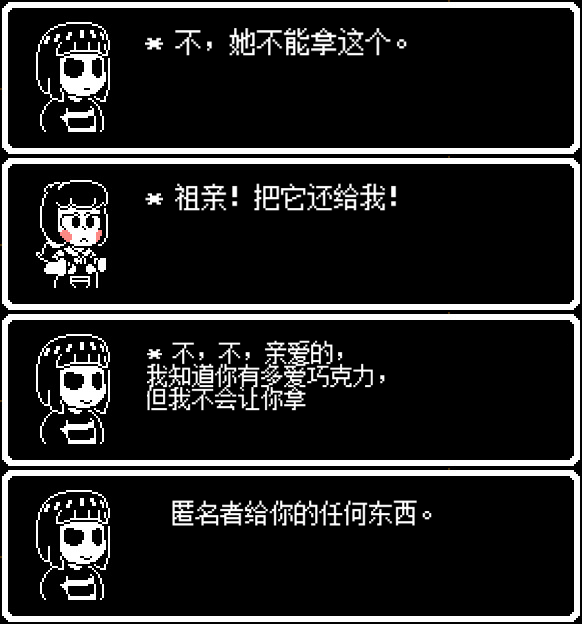 * 不，她不能拿这个。
* 祖亲！把它还给我！
* 不，不，亲爱的，
我知道你有多爱巧克力，
但我不会让你拿
匿名者给你的任何东西。